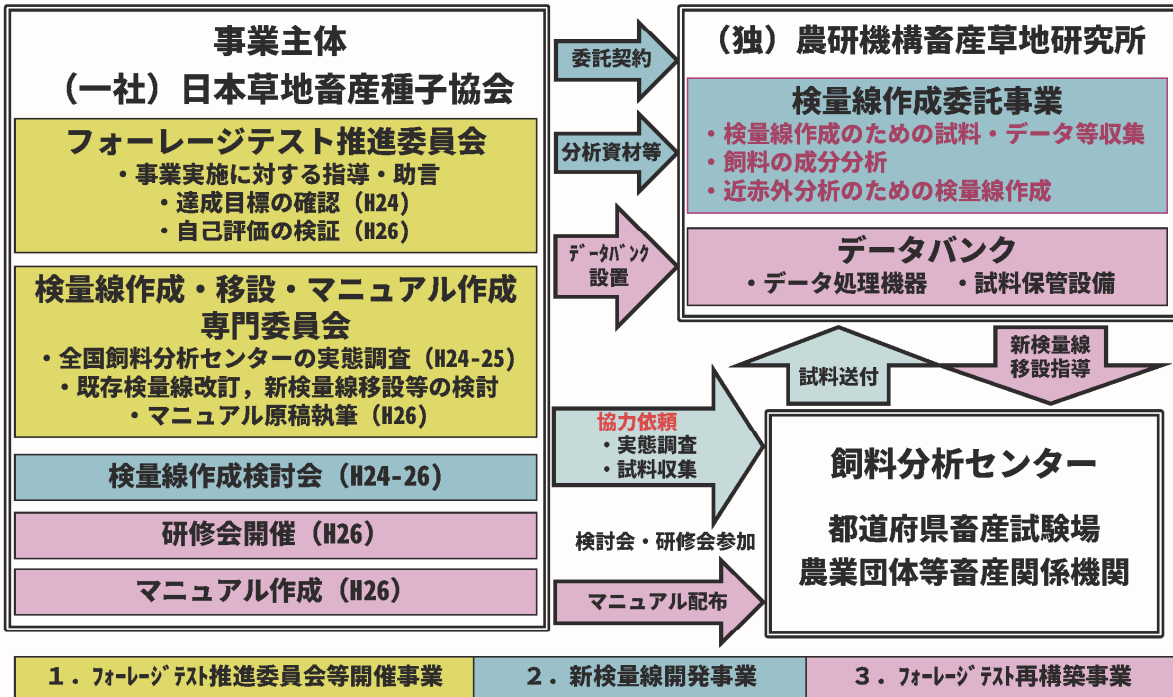 事業主体
（一社）日本草地畜産種子協会
フォーレージテスト推進委員会
・事業実施に対する指導・助言
・達成目標の確認（H24）
・自己評価の検証（H26）
検量線作成・移設・マニュアル作成
専門委員会
・全国飼料分析センターの実態調査（H24-25）
・既存検量線改訂，新検量線移設等の検討
・マニュアル原稿執筆（H26）
検量線作成検討会（H24-26）
研修会開催（H26）
マニュアル作成（H26）
委託契約
分析資材等
ﾃﾞｰﾀﾊﾞﾝｸ
設置
（独）農研機構畜産草地研究所
検量線作成委託事業
・検量線作成のための試料・データ等収集
・飼料の成分分析
・近赤外分析のための検量線作成
データバンク
・データ処理機器　・試料保管設備
試料送付
新検量線
移設指導
協力依頼
・実態調査
・試料収集
検討会・研修会参加
マニュアル配布
飼料分析センター
都道府県畜産試験場
農業団体等畜産関係機関
１．ﾌｫｰﾚｰｼﾞﾃｽﾄ推進委員会等開催事業
２．新検量線開発事業
３．ﾌｫｰﾚｰｼﾞﾃｽﾄ再構築事業